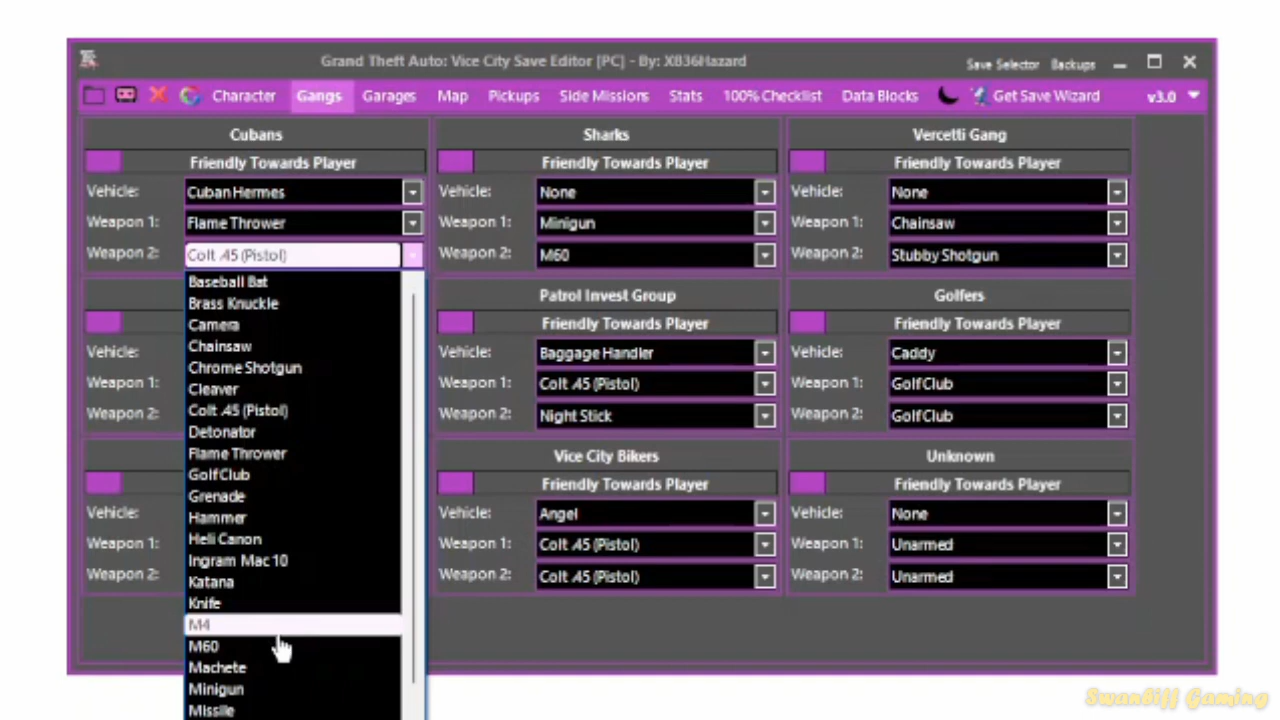 Grand Theft Auto: Vice City Save Editor [PC] - By: XB36Hazard
Save Selector Backups
Character Gangs Garages Map Pickups Side Missions Stats 100% Checklist Data Blocks Get Save Wizard v3.0
Cubans
Friendly Towards Player
Vehicle: Cuban Hermes
Weapon 1: Flame Thrower
Weapon 2: Colt .45 (Pistol)
Baseball Bat
Brass Knuckle
Camera
Chainsaw
Chrome Shotgun
Cleaver
Colt .45 (Pistol)
Detonator
Flame Thrower
Golf Club
Grenade
Hammer
Heli Canon
Ingram Mac 10
Katana
Knife
M4
M60
Machete
Minigun
Missile
Vehicle:
Weapon 1:
Weapon 2:
Vehicle:
Weapon 1:
Weapon 2:
Sharks
Friendly Towards Player
Vehicle: None
Weapon 1: Minigun
Weapon 2: M60
Patrol Invest Group
Friendly Towards Player
Vehicle: Baggage Handler
Weapon 1: Colt .45 (Pistol)
Weapon 2: Night Stick
Vice City Bikers
Friendly Towards Player
Vehicle: Angel
Weapon 1: Colt .45 (Pistol)
Weapon 2: Colt .45 (Pistol)
Vercetti Gang
Friendly Towards Player
Vehicle: None
Weapon 1: Chainsaw
Weapon 2: Stubby Shotgun
Golfers
Friendly Towards Player
Vehicle: Caddy
Weapon 1: Golf Club
Weapon 2: Golf Club
Unknown
Friendly Towards Player
Vehicle: None
Weapon 1: Unarmed
Weapon 2: Unarmed
SwanBiff Gaming